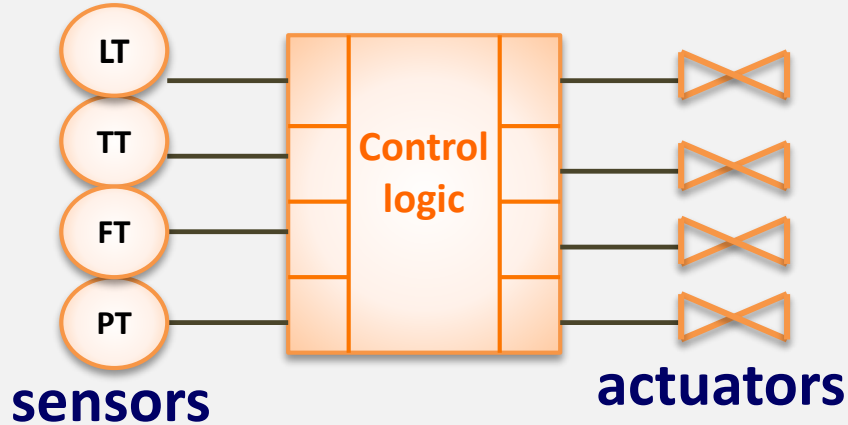 LT
TT
FT
PT
Control
logic
sensors
actuators